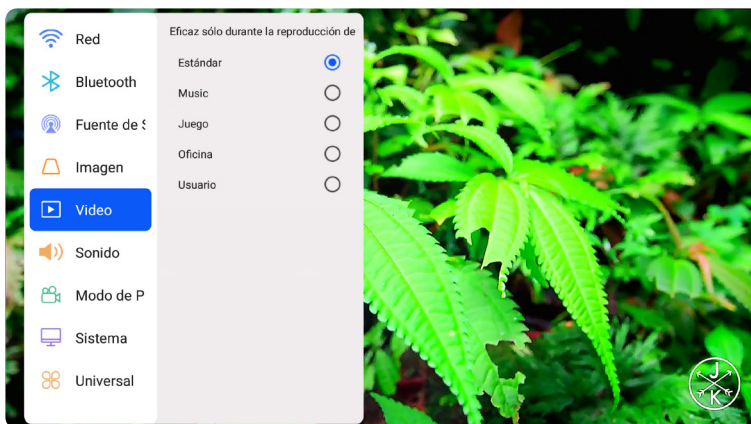 Red
Bluetooth
Fuente de S
Imagen
Video
Sonido
Modo de P
Sistema
Universal
Eficaz sólo durante la reproducción de
Estándar
Music
Juego
Oficina
Usuario
J
K